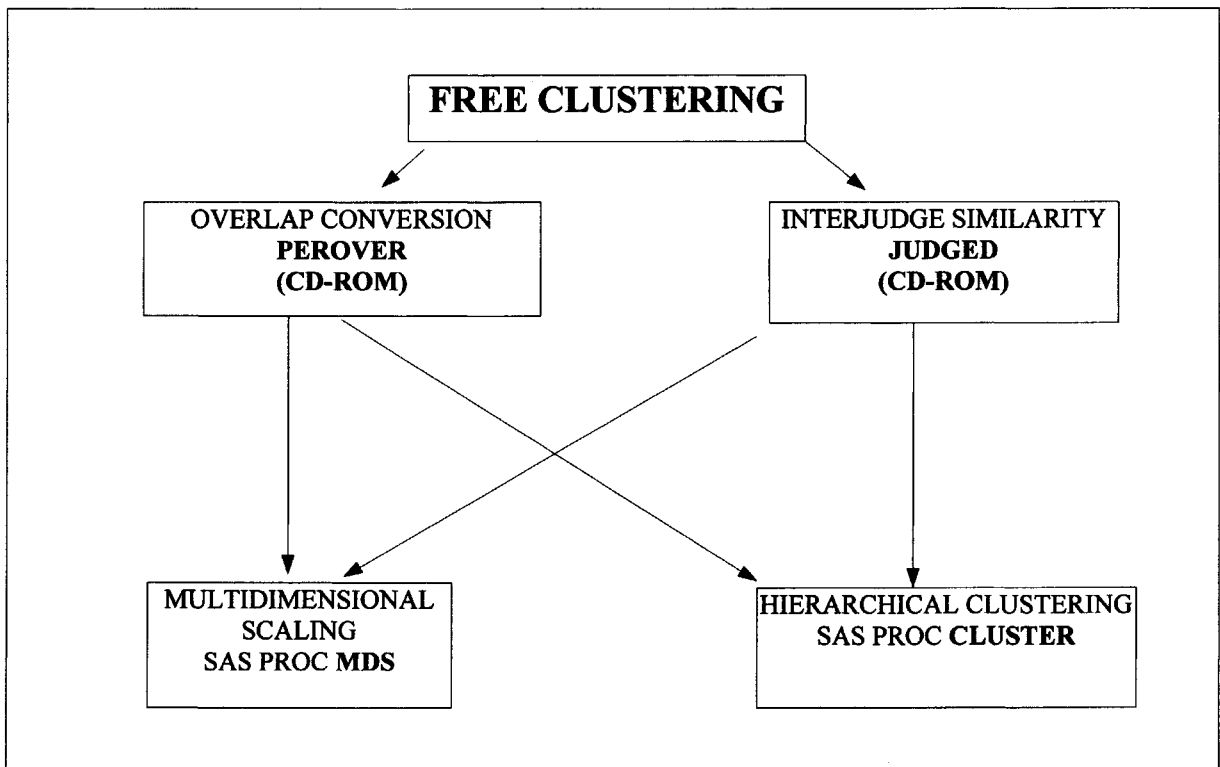 FREE CLUSTERING
OVERLAP CONVERSION
PEROVER
(CD-ROM)
INTERJUDGE SIMILARITY
JUDGED
(CD-ROM)
MULTIDIMENSIONAL
SCALING
SAS PROC MDS
HIERARCHICAL CLUSTERING
SAS PROC CLUSTER